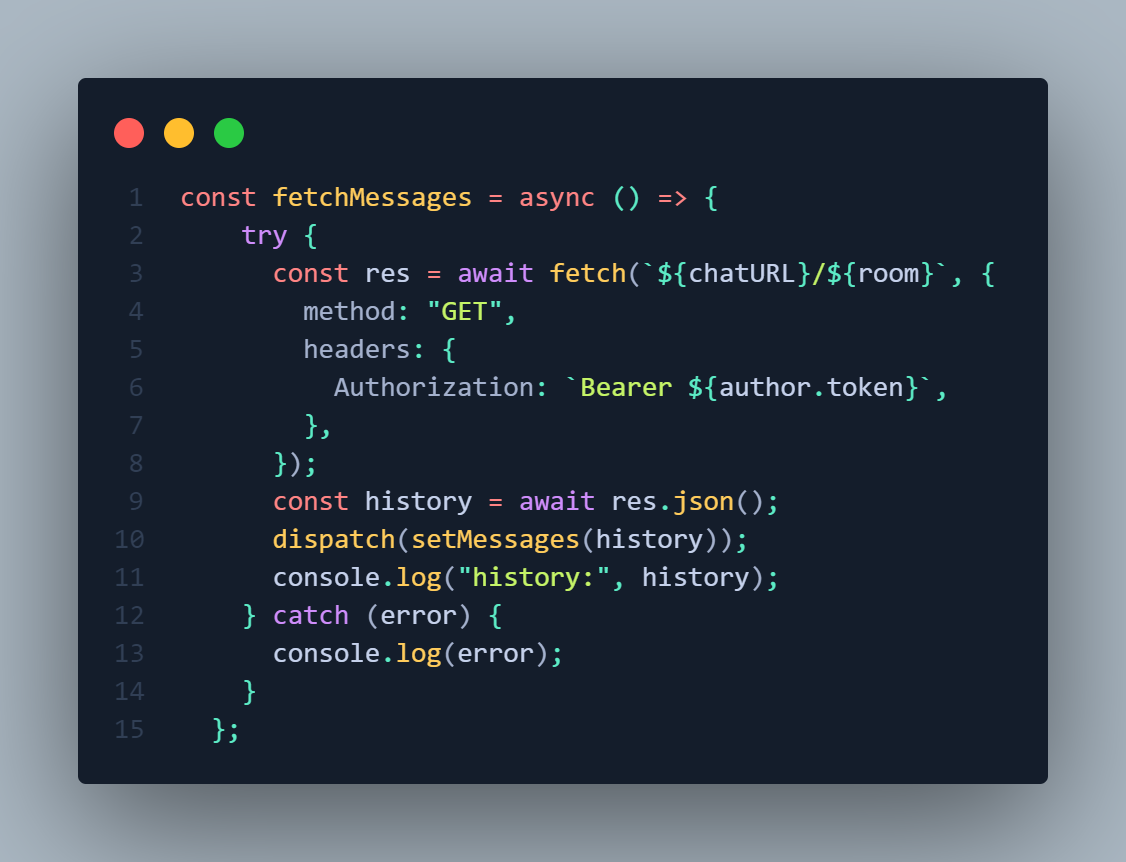 1 const fetchMessages = async () => {
2 try {
3 const res = await fetch(`${chatURL}/${room}`, {
4 method: "GET",
5 headers: {
6 Authorization: `Bearer ${author.token}`,
7 },
8 });
9 const history = await res.json();
10 dispatch(setMessages(history));
11 console.log("history:", history);
12 } catch (error) {
13 console.log(error);
14 }
15 };